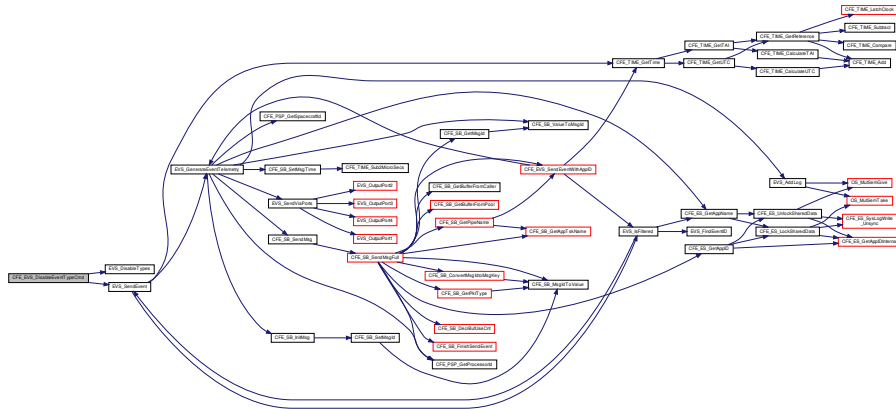 CFE_EVS_DisableEventTypeCmd
EVS_DisableTypes
EVS_SendEvent
EVS_GenerateEventTelemetry
CFE_PSP_GetSpacecraftId
CFE_SB_SetMsgTime
CFE_TIME_Sub2MicroSecs
EVS_SendViaPorts
EVS_OutputPort2
EVS_OutputPort3
EVS_OutputPort4
EVS_OutputPort1
CFE_SB_SendMsg
CFE_SB_SendMsgFull
CFE_SB_InitMsg
CFE_SB_SetMsgId
CFE_SB_GetMsgId
CFE_SB_ValueToMsgId
CFE_SB_GetBufferFromCaller
CFE_SB_GetBufferFromPool
CFE_SB_GetPipeName
CFE_SB_GetAppTskName
CFE_SB_ConvertMsgIdtoMsgKey
CFE_SB_GetPktType
CFE_SB_MsgIdToValue
CFE_SB_DecrBufUseCnt
CFE_SB_FinishSendEvent
CFE_PSP_GetProcessorId
CFE_EVS_SendEventWithAppID
CFE_TIME_GetTime
CFE_TIME_GetTAI
CFE_TIME_GetUTC
CFE_TIME_GetReference
CFE_TIME_CalculateTAI
CFE_TIME_CalculateUTC
CFE_TIME_LatchClock
CFE_TIME_Subtract
CFE_TIME_Compare
CFE_TIME_Add
EVS_IsFiltered
EVS_FindEventID
CFE_ES_GetAppName
CFE_ES_GetAppID
EVS_AddLog
CFE_ES_UnlockSharedData
CFE_ES_LockSharedData
OS_MutSemGive
OS_MutSemTake
CFE_ES_SysLogWrite
_Unsync
CFE_ES_GetAppIDInternal